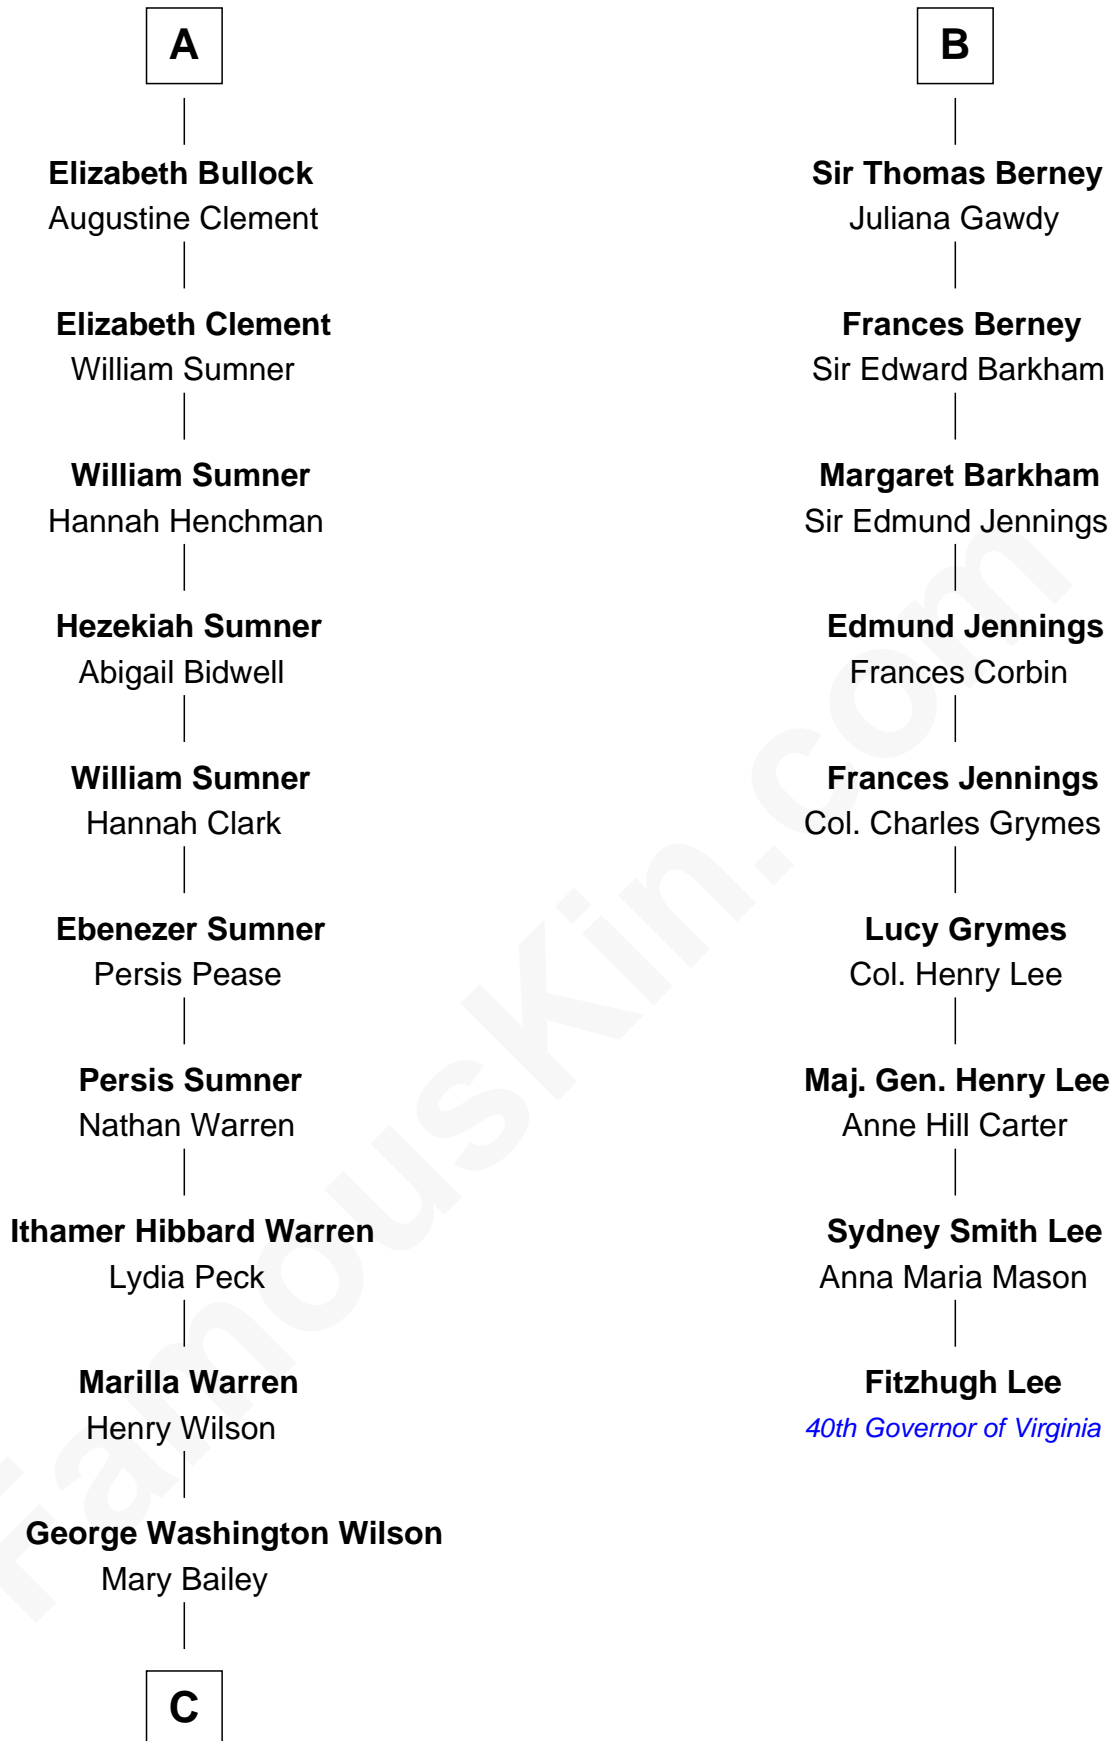 A
Elizabeth Bullock
Augustine Clement
Elizabeth Clement
William Sumner
William Sumner
Hannah Henchman
Hezekiah Sumner
Abigail Bidwell
William Sumner
Hannah Clark
Ebenezer Sumner
Persis Pease
Persis Sumner
Nathan Warren
Ithamer Hibbard Warren
Lydia Peck
Marilla Warren
Henry Wilson
George Washington Wilson
Mary Bailey
C
B
Sir Thomas Berney
Juliana Gawdy
Frances Berney
Sir Edward Barkham
Margaret Barkham
Sir Edmund Jennings
Edmund Jennings
Frances Corbin
Frances Jennings
Col. Charles Grymes
Lucy Grymes
Col. Henry Lee
Maj. Gen. Henry Lee
Anne Hill Carter
Sydney Smith Lee
Anna Maria Mason
Fitzhugh Lee
40th Governor of Virginia
FamousKin.com